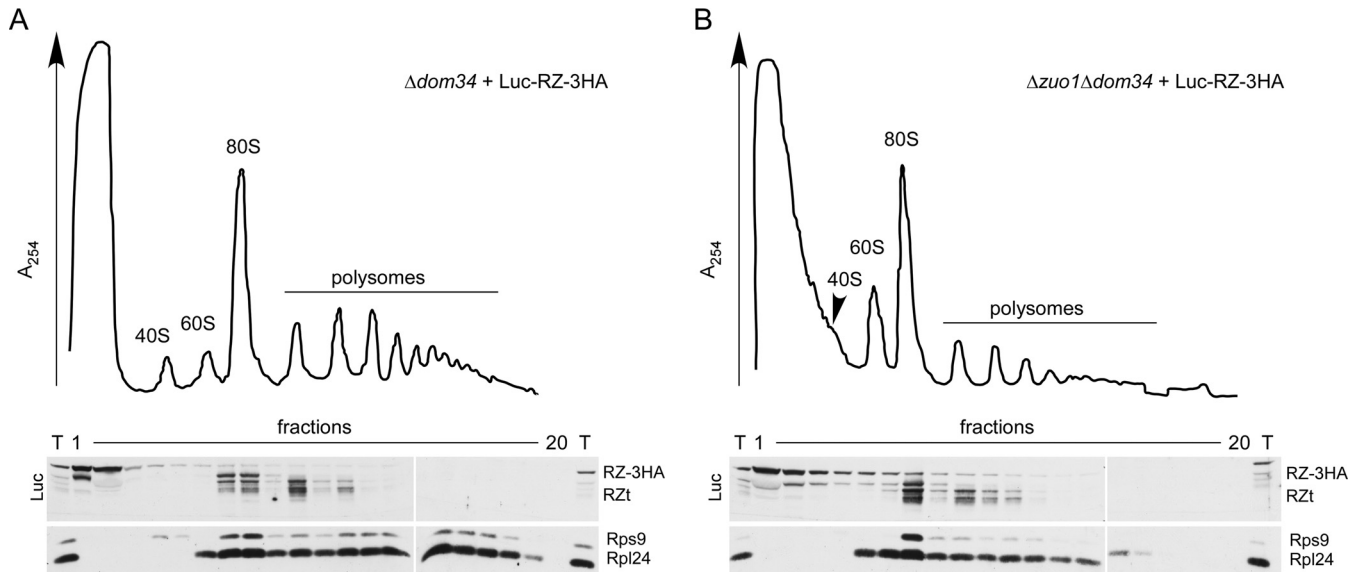 A
Δdom34 + Luc-RZ-3HA
80S
polysomes
60S
40S
A254
fractions
T 1 20 T
Luc
RZ-3HA
RZt
Rps9
Rpl24
B
Δzuo1Δdom34 + Luc-RZ-3HA
80S
60S
40S
polysomes
A254
fractions
T 1 20 T
Luc
RZ-3HA
RZt
Rps9
Rpl24